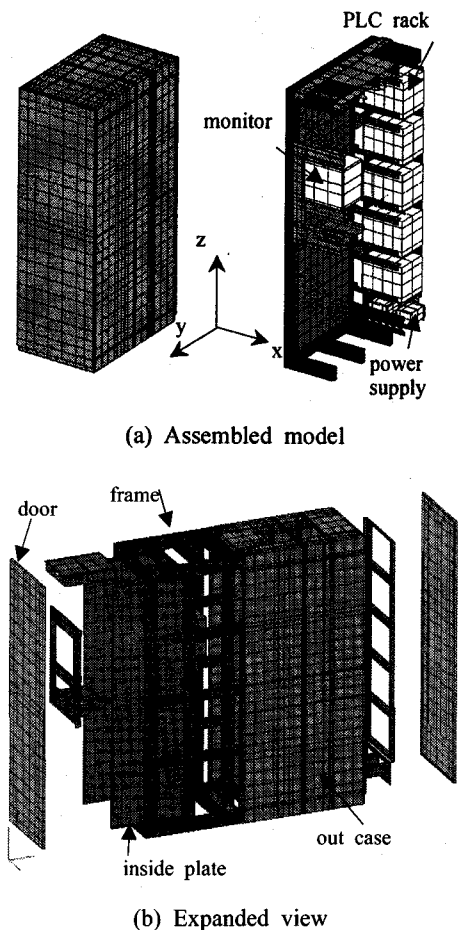 PLC rack
monitor
z
y
x
power
supply
(a) Assembled model
frame
door
out case
inside plate
(b) Expanded view